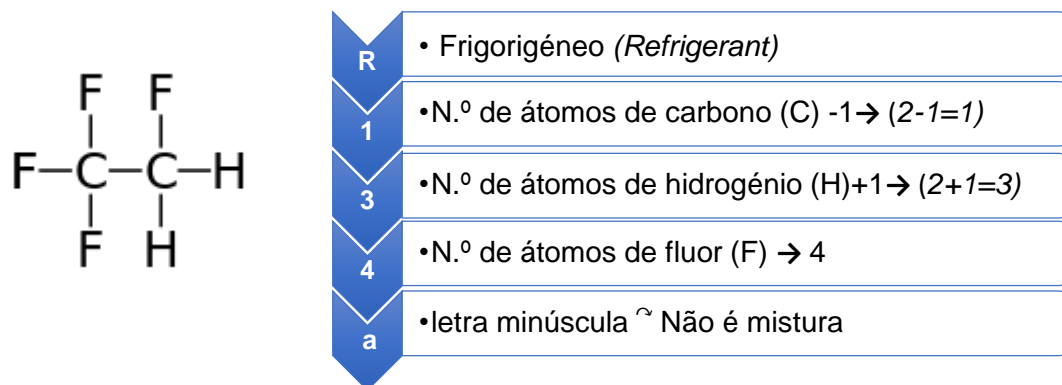 F F
F—C—C—H
F H
R • Frigorigéneo (Refrigerant)
1 •N.º de átomos de carbono (C) -1→ (2-1=1)
3 •N.º de átomos de hidrogénio (H)+1→ (2+1=3)
4 •N.º de átomos de fluor (F) → 4
a •letra minúscula ↷ Não é mistura